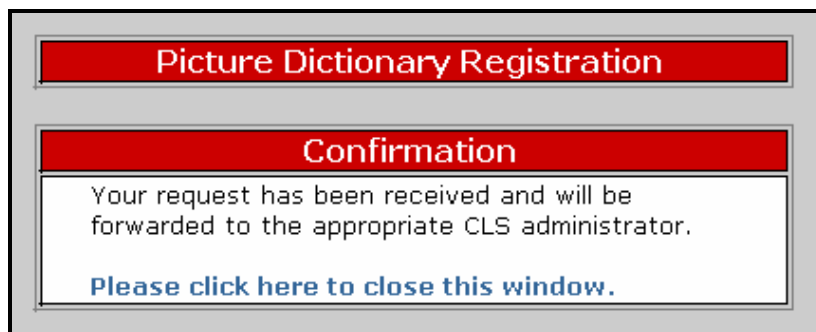 Picture Dictionary Registration
Confirmation
Your request has been received and will be
forwarded to the appropriate CLS administrator.
Please click here to close this window.